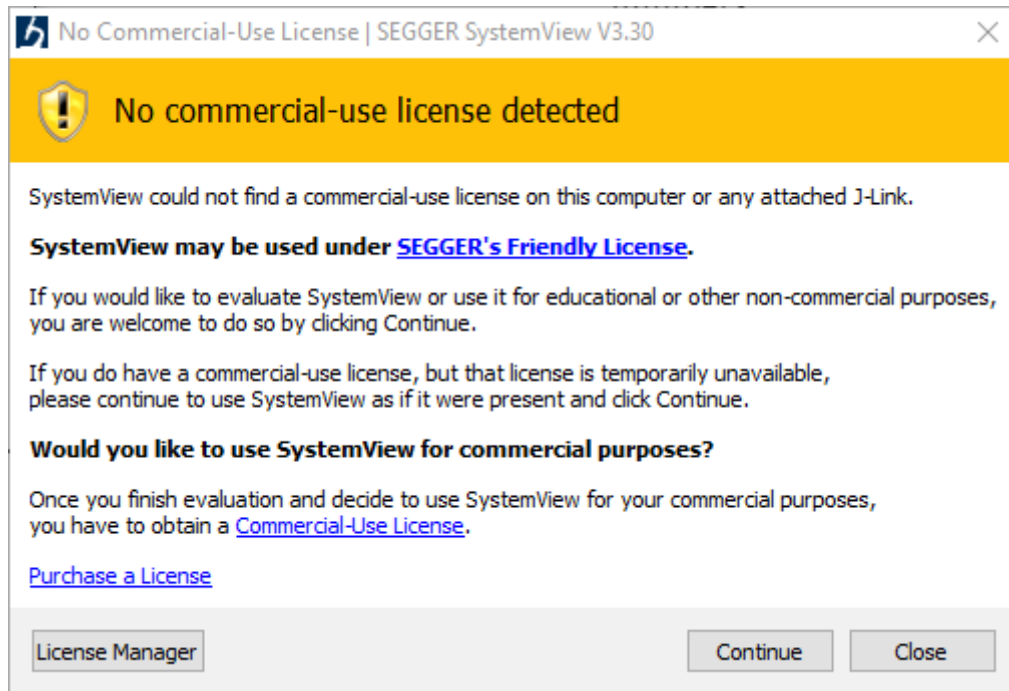 No Commercial-Use License | SEGGER SystemView V3.30
No commercial-use license detected
SystemView could not find a commercial-use license on this computer or any attached J-Link.
SystemView may be used under SEGGER's Friendly License.
If you would like to evaluate SystemView or use it for educational or other non-commercial purposes,
you are welcome to do so by clicking Continue.
If you do have a commercial-use license, but that license is temporarily unavailable,
please continue to use SystemView as if it were present and click Continue.
Would you like to use SystemView for commercial purposes?
Once you finish evaluation and decide to use SystemView for your commercial purposes,
you have to obtain a Commercial-Use License.
Purchase a License
License Manager
Continue
Close